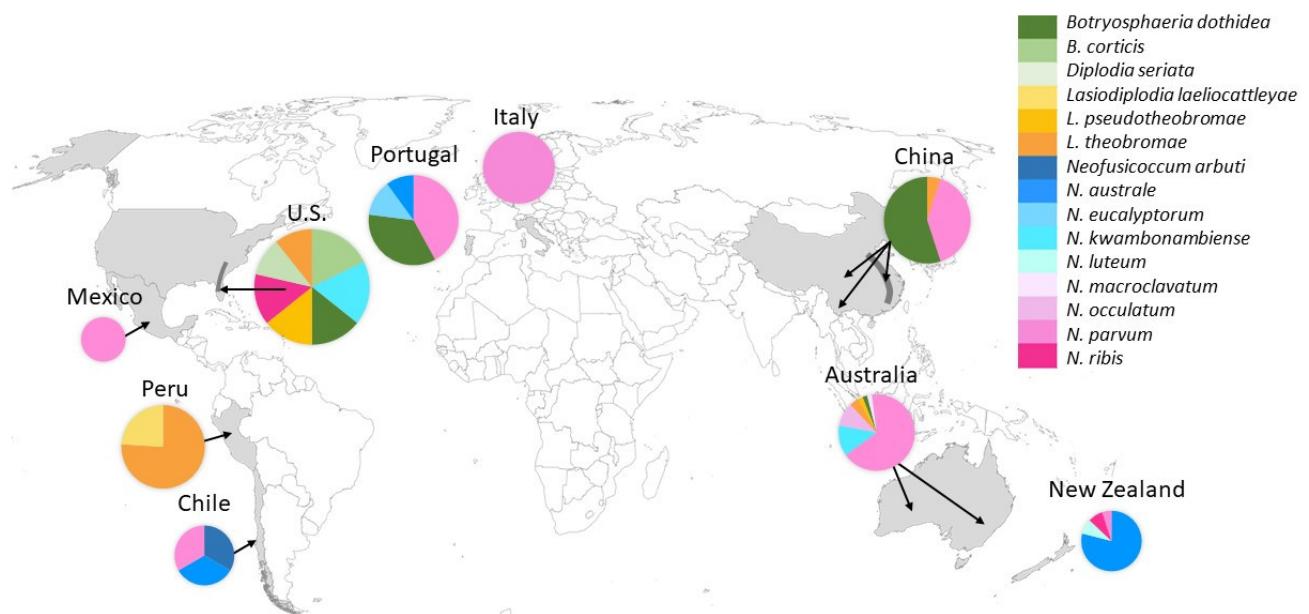 Botryosphaeria dothidea
B. corticis
Diplodia seriata
Lasiodiplodia laeliocattleyae
L. pseudotheobromae
L. theobromae
Neofusicoccum arbuti
N. australe
N. eucalyptorum
N. kwambonambiense
N. luteum
N. macroclavatum
N. occulatum
N. parvum
N. ribis
Italy
Portugal
China
U.S.
Mexico
Peru
Australia
Chile
New Zealand